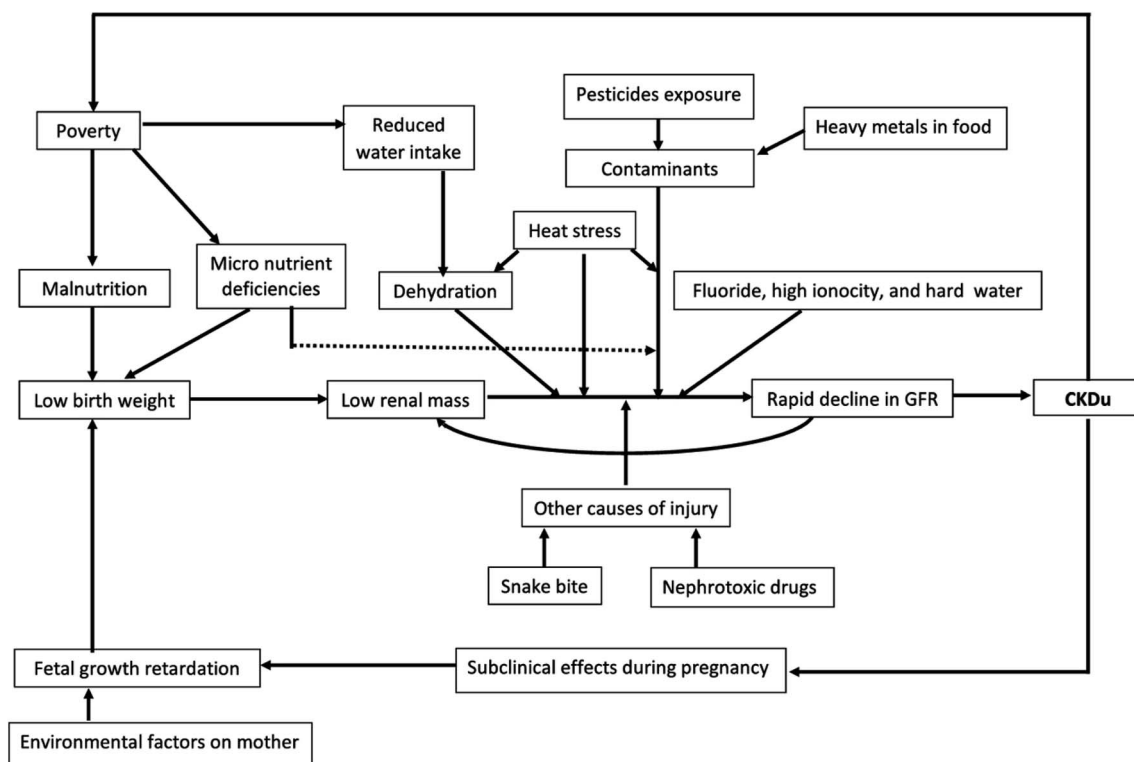 Pesticides exposure
Poverty
Reduced
water intake
Heavy metals in food
Contaminants
Heat stress
Micro nutrient
deficiencies
Malnutrition
Dehydration
Fluoride, high ionocity, and hard water
Low birth weight
Low renal mass
Rapid decline in GFR
CKDu
Other causes of injury
Snake bite
Nephrotoxic drugs
Fetal growth retardation
Subclinical effects during pregnancy
Environmental factors on mother